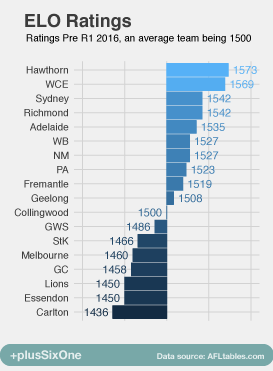 ELO Ratings
Ratings Pre R1 2016, an average team being 1500
Hawthorn 1573
WCE 1569
Sydney 1542
Richmond 1542
Adelaide 1535
WB 1527
NM 1527
PA 1523
Fremantle 1519
Geelong 1508
Collingwood 1500
GWS 1486
StK 1466
Melbourne 1460
GC 1458
Lions 1450
Essendon 1450
Carlton 1436
+plusSixOne Data source: AFLtables.com